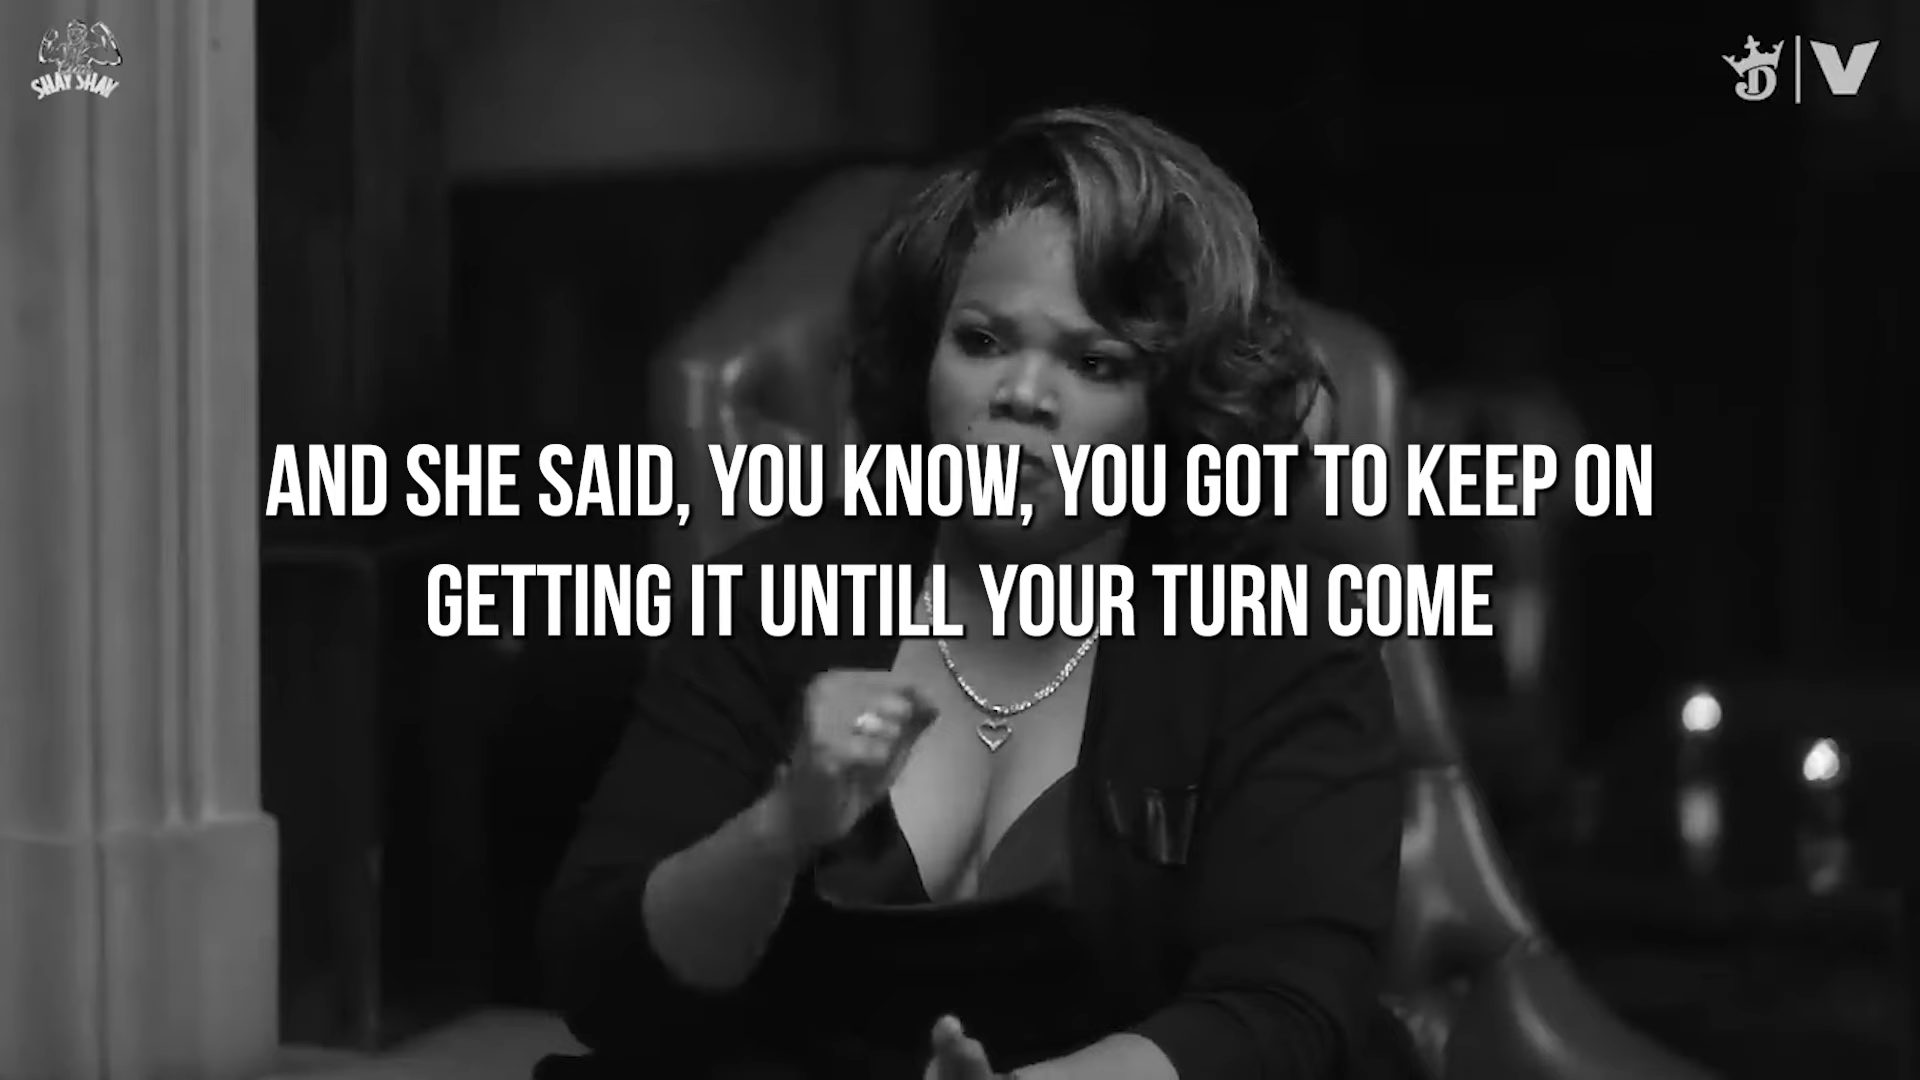 SHAY SHAY
D
V
AND SHE SAID, YOU KNOW, YOU GOT TO KEEP ON
GETTING IT UNTILL YOUR TURN COME